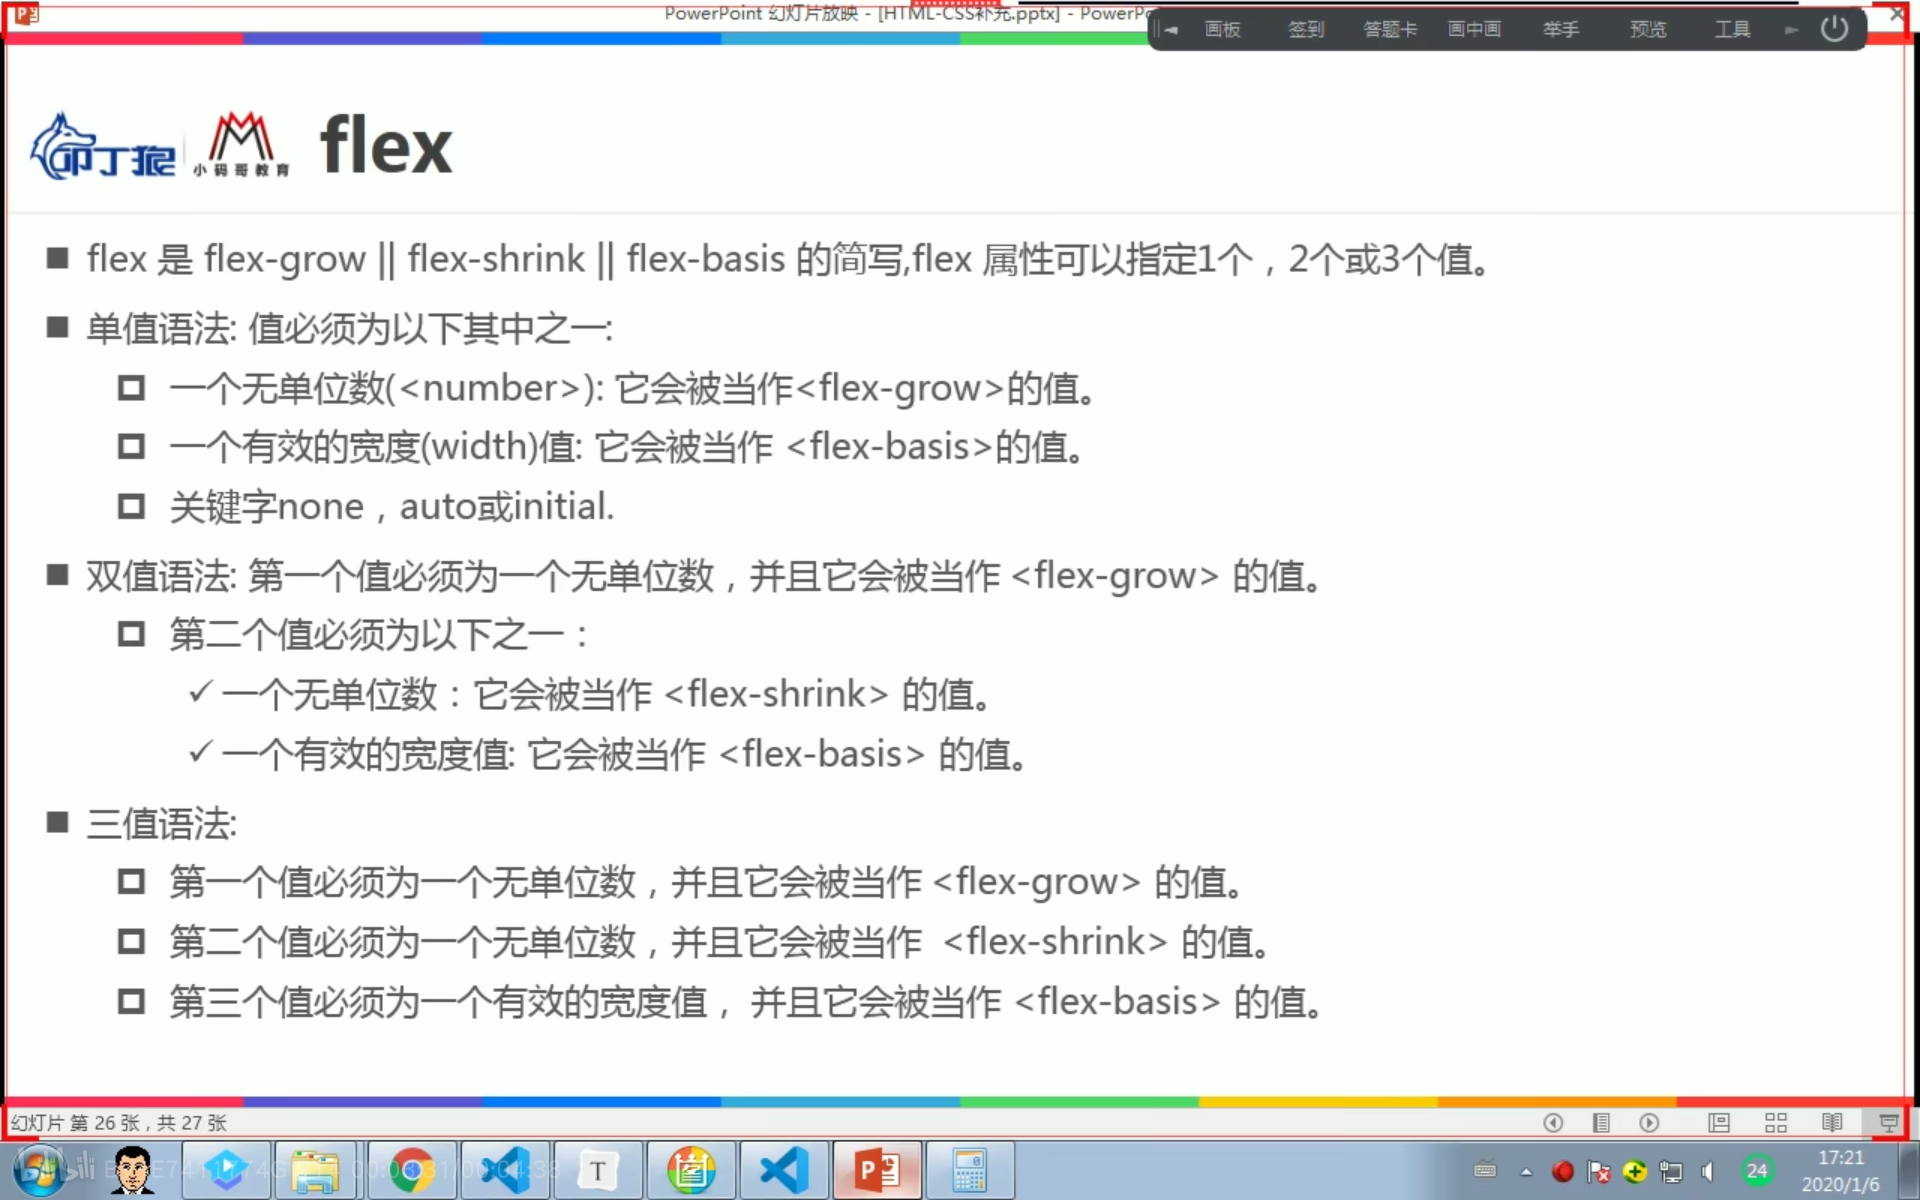 PowerPoint 幻灯片放映 - [HTML-CSS补充.pptx] - PowerPo
画板 签到 答题卡 画中画 举手 预览 工具
叩丁狼 小码哥教育 flex
flex 是 flex-grow || flex-shrink || flex-basis 的简写,flex 属性可以指定1个，2个或3个值。
单值语法: 值必须为以下其中之一:
一个无单位数(<number>): 它会被当作<flex-grow>的值。
一个有效的宽度(width)值: 它会被当作 <flex-basis>的值。
关键字none，auto或initial.
双值语法: 第一个值必须为一个无单位数，并且它会被当作 <flex-grow> 的值。
第二个值必须为以下之一：
一个无单位数：它会被当作 <flex-shrink> 的值。
一个有效的宽度值: 它会被当作 <flex-basis> 的值。
三值语法:
第一个值必须为一个无单位数，并且它会被当作 <flex-grow> 的值。
第二个值必须为一个无单位数，并且它会被当作 <flex-shrink> 的值。
第三个值必须为一个有效的宽度值， 并且它会被当作 <flex-basis> 的值。
幻灯片 第 26 张，共 27 张
24
17:21
2020/1/6